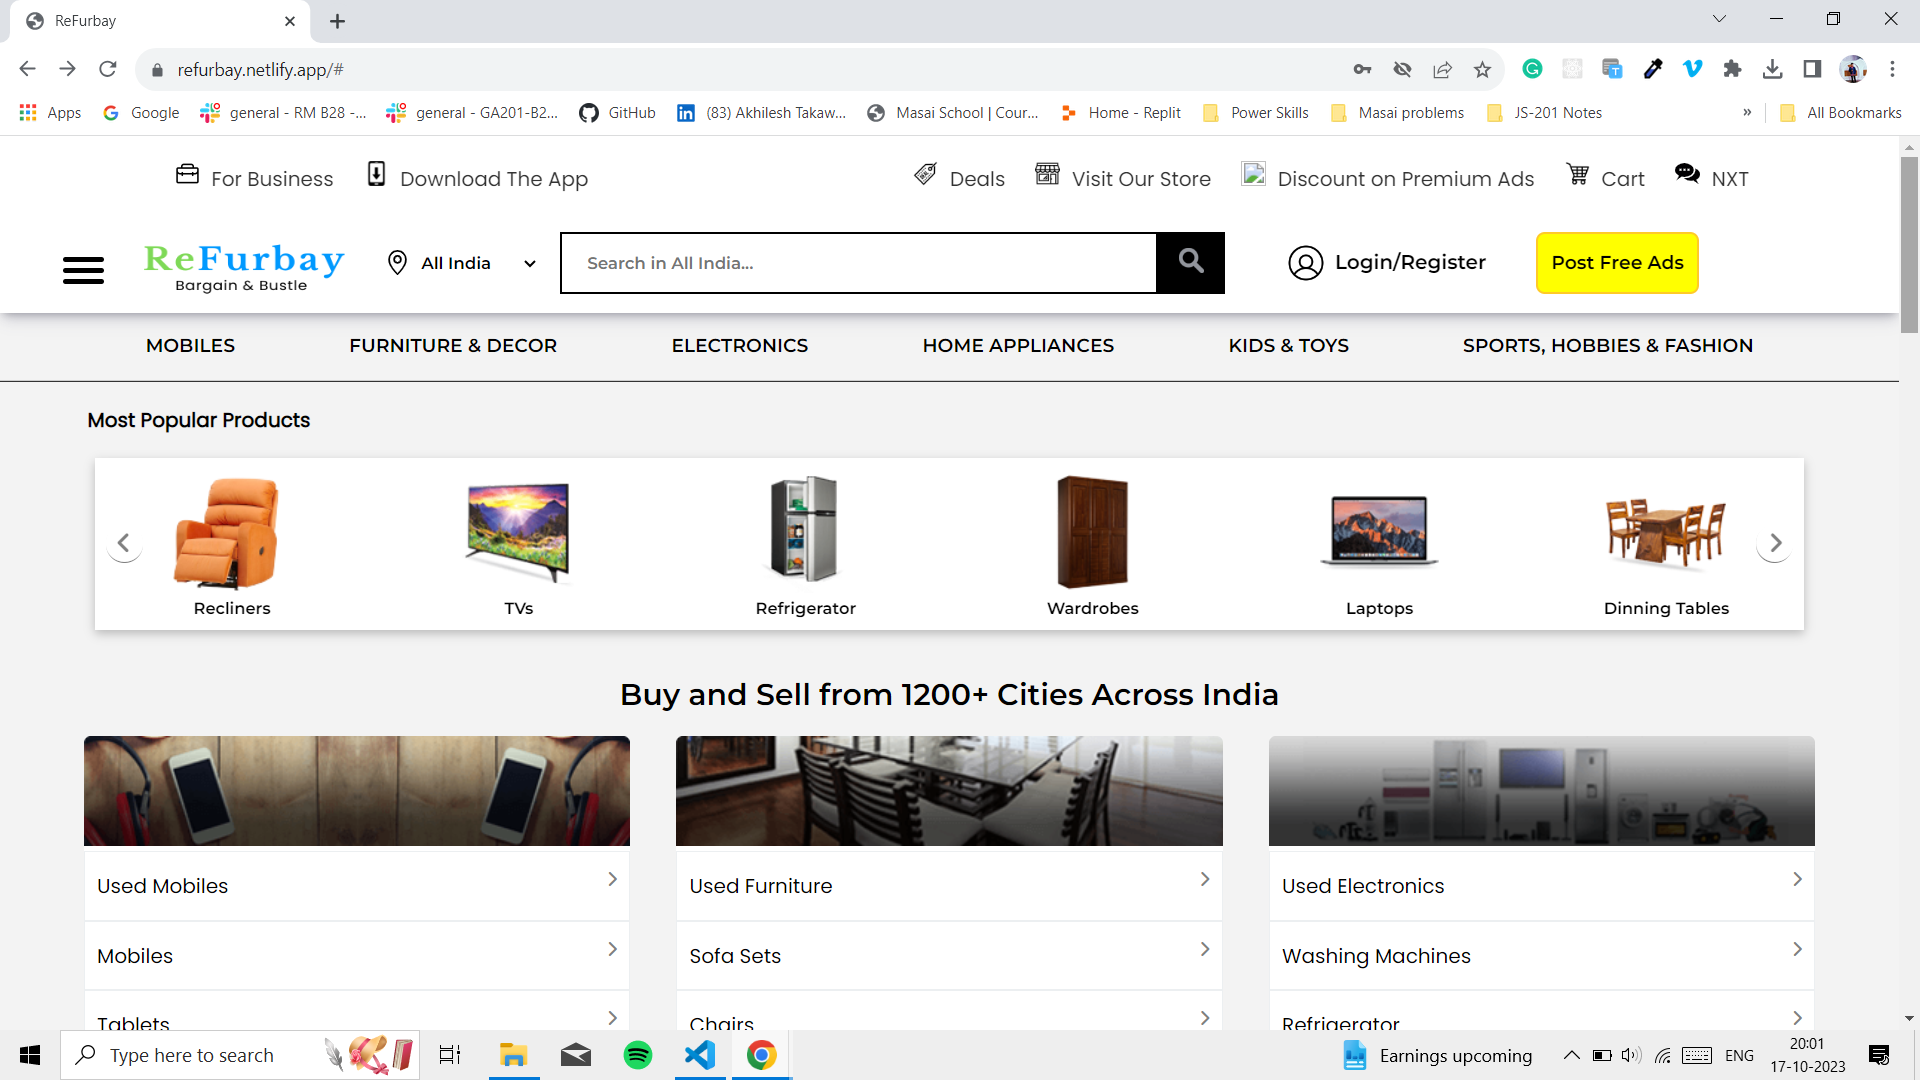 ReFurbay
refurbay.netlify.app/#
Apps Google general - RM B28 -... general - GA201-B2... GitHub (83) Akhilesh Takaw... Masai School | Cour... Home - Replit Power Skills Masai problems JS-201 Notes » All Bookmarks
For Business Download The App Deals Visit Our Store Discount on Premium Ads Cart NXT
ReFurbay
Bargain & Bustle
All India
Search in All India...
Login/Register
Post Free Ads
MOBILES FURNITURE & DECOR ELECTRONICS HOME APPLIANCES KIDS & TOYS SPORTS, HOBBIES & FASHION
Most Popular Products
Recliners TVs Refrigerator Wardrobes Laptops Dinning Tables
Buy and Sell from 1200+ Cities Across India
Used Mobiles Used Furniture Used Electronics
Mobiles Sofa Sets Washing Machines
Tablets Chairs Refrigerator
Type here to search
Earnings upcoming
ENG
20:01
17-10-2023